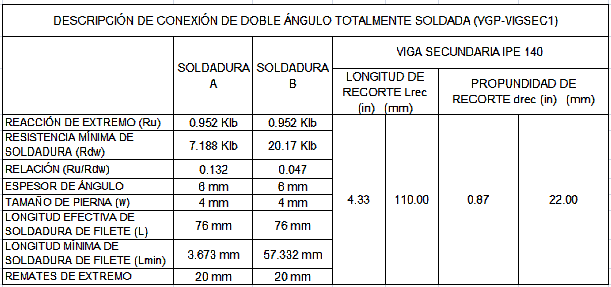 DESCRIPCIÓN DE CONEXIÓN DE DOBLE ÁNGULO TOTALMENTE SOLDADA (VGP-VIGSEC1)
SOLDADURA A
SOLDADURA B
VIGA SECUNDARIA IPE 140
LONGITUD DE RECORTE Lrec (in) (mm)
PROPUNDIDAD DE RECORTE drec (in) (mm)
REACCIÓN DE EXTREMO (Ru) 0.952 Klb 0.952 Klb
RESISTENCIA MÍNIMA DE SOLDADURA (Rdw) 7.188 Klb 20.17 Klb
RELACIÓN (Ru/Rdw) 0.132 0.047
ESPESOR DE ÁNGULO 6 mm 6 mm
TAMAÑO DE PIERNA (w) 4 mm 4 mm
4.33 110.00 0.87 22.00
LONGITUD EFECTIVA DE SOLDADURA DE FILETE (L) 76 mm 76 mm
LONGITUD MÍNIMA DE SOLDADURA DE FILETE (Lmin) 3.673 mm 57.332 mm
REMATES DE EXTREMO 20 mm 20 mm